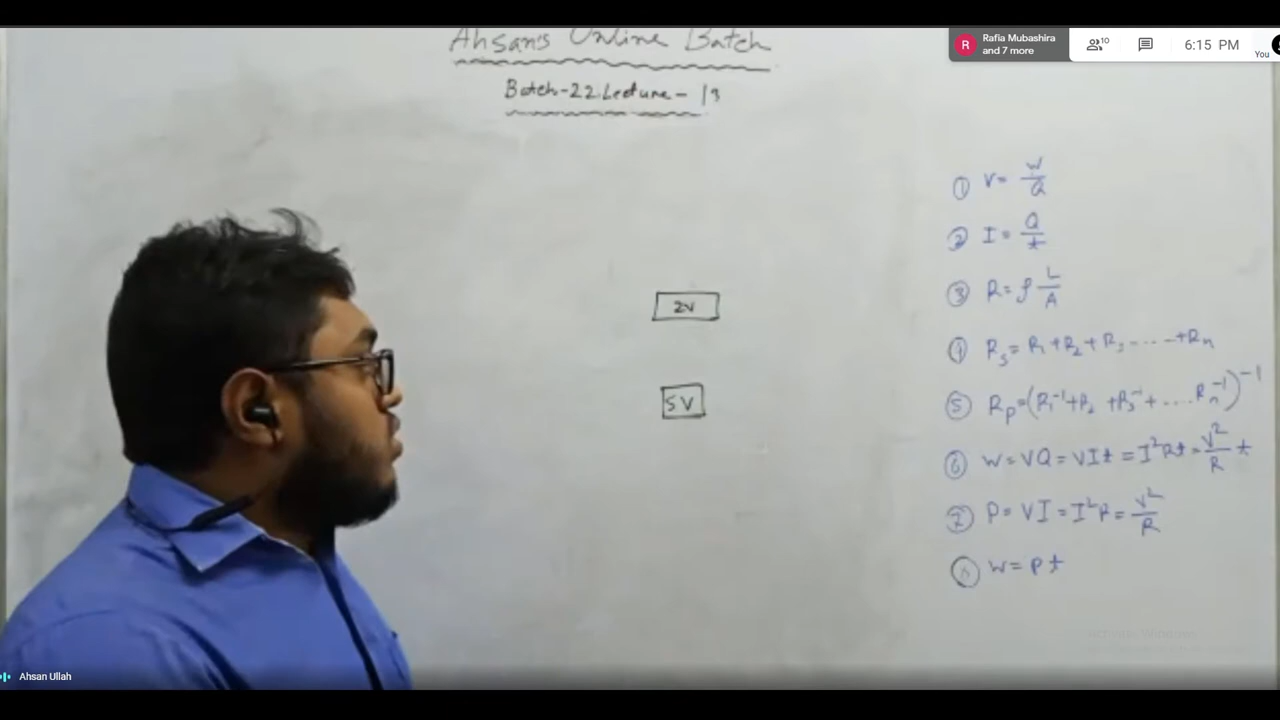 Ahsan's Online Batch
Batch-22 Lecture - 13
Rafia Mubashira
and 7 more
10
6:15 PM
You
R
① V = W/Q
② I = Q/t
③ R = ρ L/A
④ Rs = R1 + R2 + R3 ..... + Rn
⑤ Rp = (R1^-1 + R2 + R3^-1 + .... Rn^-1)^-1
⑥ W = VQ = VIt = I²Rt = V²/R t
⑦ P = VI = I²R = V²/R
⑧ W = Pt
2V
5V
Ahsan Ullah